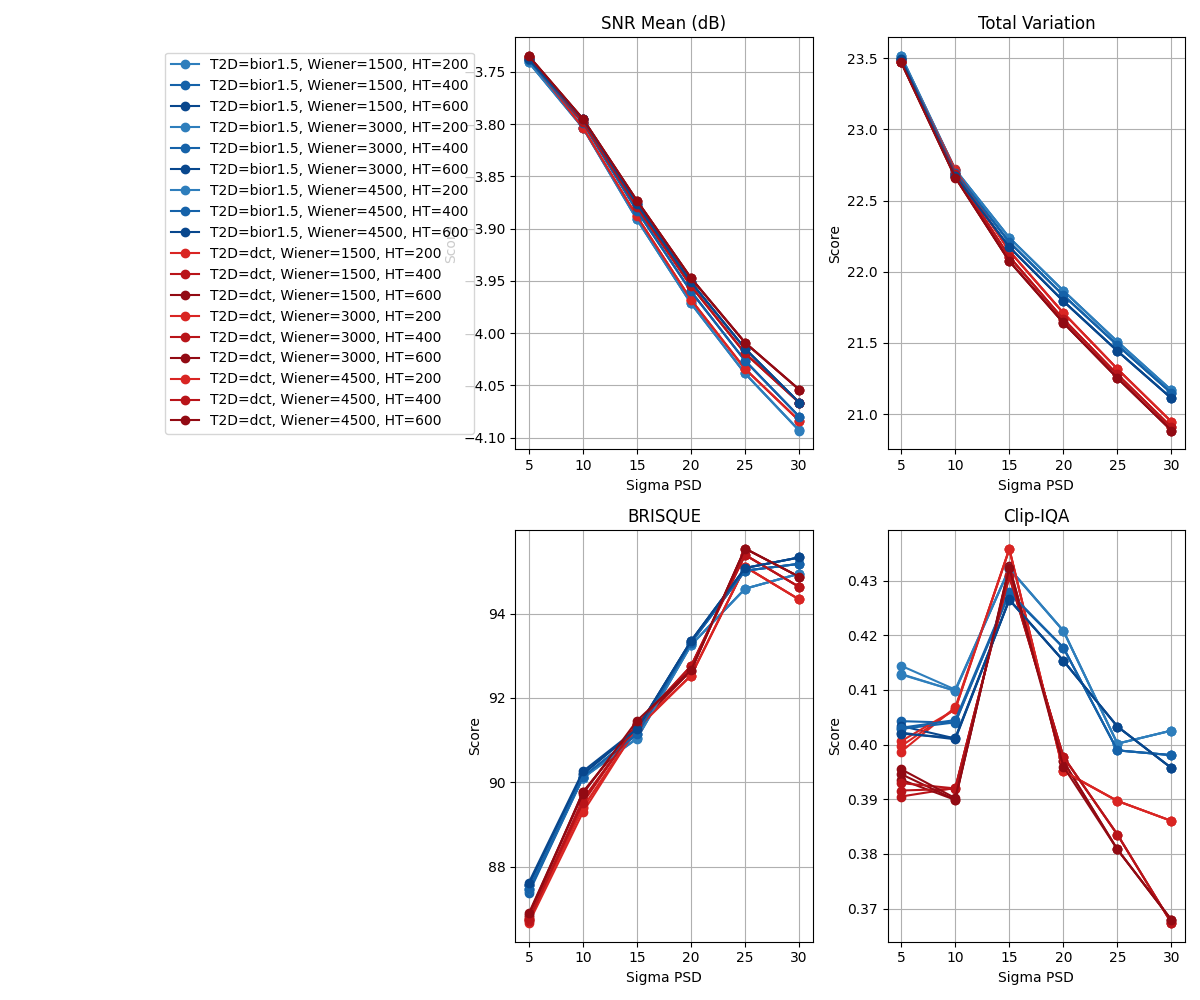 SNR Mean (dB)
Total Variation
T2D=bior1.5, Wiener=1500, HT=200
T2D=bior1.5, Wiener=1500, HT=400
T2D=bior1.5, Wiener=1500, HT=600
T2D=bior1.5, Wiener=3000, HT=200
T2D=bior1.5, Wiener=3000, HT=400
T2D=bior1.5, Wiener=3000, HT=600
T2D=bior1.5, Wiener=4500, HT=200
T2D=bior1.5, Wiener=4500, HT=400
T2D=bior1.5, Wiener=4500, HT=600
T2D=dct, Wiener=1500, HT=200
T2D=dct, Wiener=1500, HT=400
T2D=dct, Wiener=1500, HT=600
T2D=dct, Wiener=3000, HT=200
T2D=dct, Wiener=3000, HT=400
T2D=dct, Wiener=3000, HT=600
T2D=dct, Wiener=4500, HT=200
T2D=dct, Wiener=4500, HT=400
T2D=dct, Wiener=4500, HT=600
Score
3.75
3.80
3.85
3.90
3.95
−4.00
−4.05
−4.10
5 10 15 20 25 30
Sigma PSD
Score
23.5
23.0
22.5
22.0
21.5
21.0
5 10 15 20 25 30
Sigma PSD
BRISQUE
Score
94
92
90
88
5 10 15 20 25 30
Sigma PSD
Clip-IQA
Score
0.43
0.42
0.41
0.40
0.39
0.38
0.37
5 10 15 20 25 30
Sigma PSD